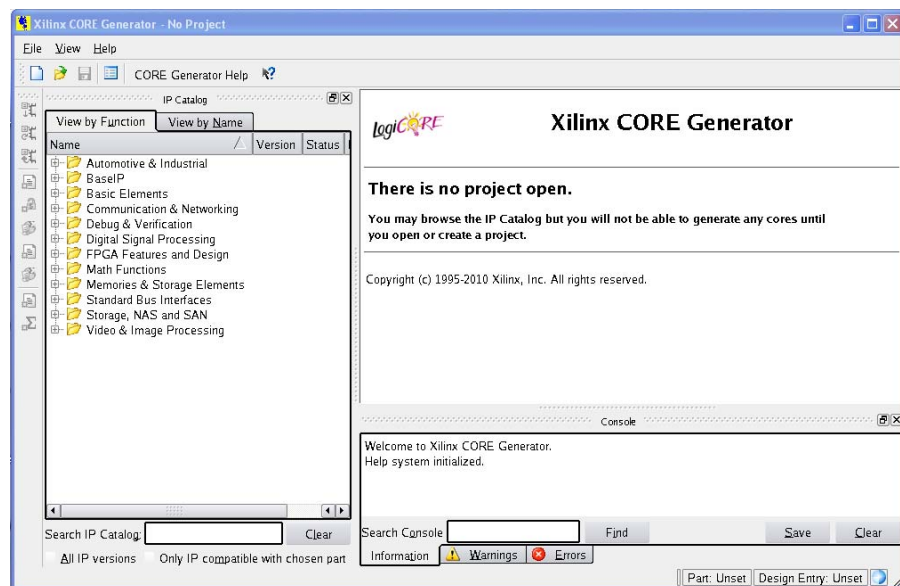 Xilinx CORE Generator - No Project
File View Help
CORE Generator Help
IP Catalog
View by Function View by Name
Name Version Status
Automotive & Industrial
BaseIP
Basic Elements
Communication & Networking
Debug & Verification
Digital Signal Processing
FPGA Features and Design
Math Functions
Memories & Storage Elements
Standard Bus Interfaces
Storage, NAS and SAN
Video & Image Processing
Search IP Catalog: Clear
All IP versions Only IP compatible with chosen part
LogiCORE
Xilinx CORE Generator
There is no project open.
You may browse the IP Catalog but you will not be able to generate any cores until
you open or create a project.
Copyright (c) 1995-2010 Xilinx, Inc. All rights reserved.
Console
Welcome to Xilinx CORE Generator.
Help system initialized.
Search Console Find Save Clear
Information Warnings Errors
Part: Unset Design Entry: Unset